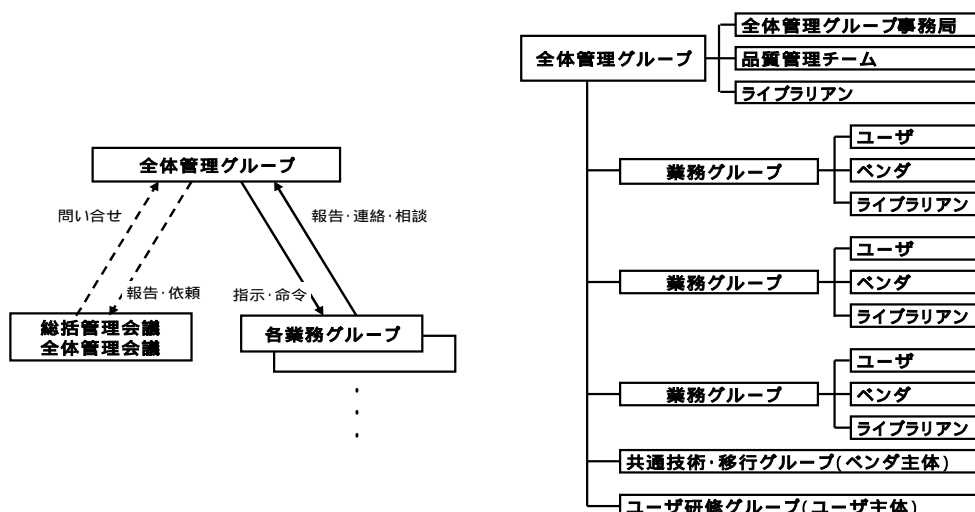 全体管理グループ
問い合せ
報告・連絡・相談
報告・依頼
指示・命令
総括管理会議
全体管理会議
各業務グループ
全体管理グループ
全体管理グループ事務局
品質管理チーム
ライブラリアン
業務グループ
ユーザ
ベンダ
ライブラリアン
業務グループ
ユーザ
ベンダ
ライブラリアン
業務グループ
ユーザ
ベンダ
ライブラリアン
共通技術・移行グループ(ベンダ主体)
ユーザ研修グループ(ユーザ主体)